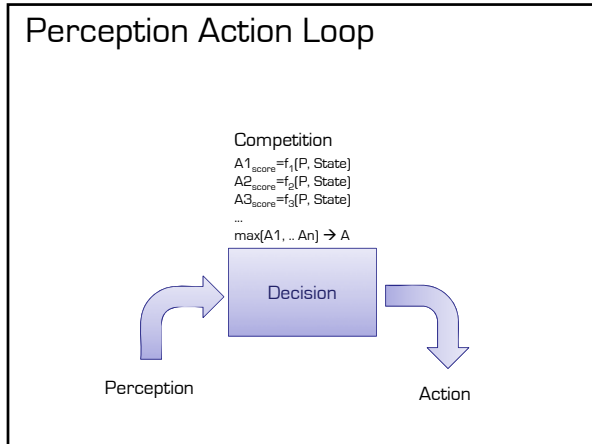 Perception Action Loop
Competition
A1score=f1(P, State)
A2score=f2(P, State)
A3score=f3(P, State)
...
max(A1, .. An) → A
Decision
Perception
Action